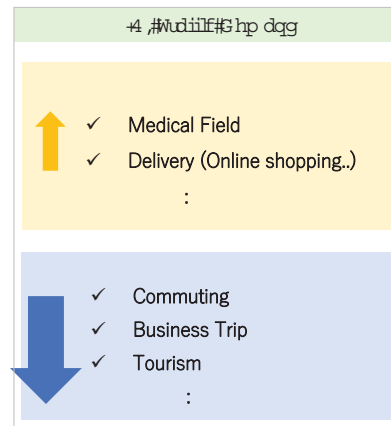 +4 ,#Wudiilf#Ghp dqg
✓ Medical Field
✓ Delivery (Online shopping..)
:
✓ Commuting
✓ Business Trip
✓ Tourism
: